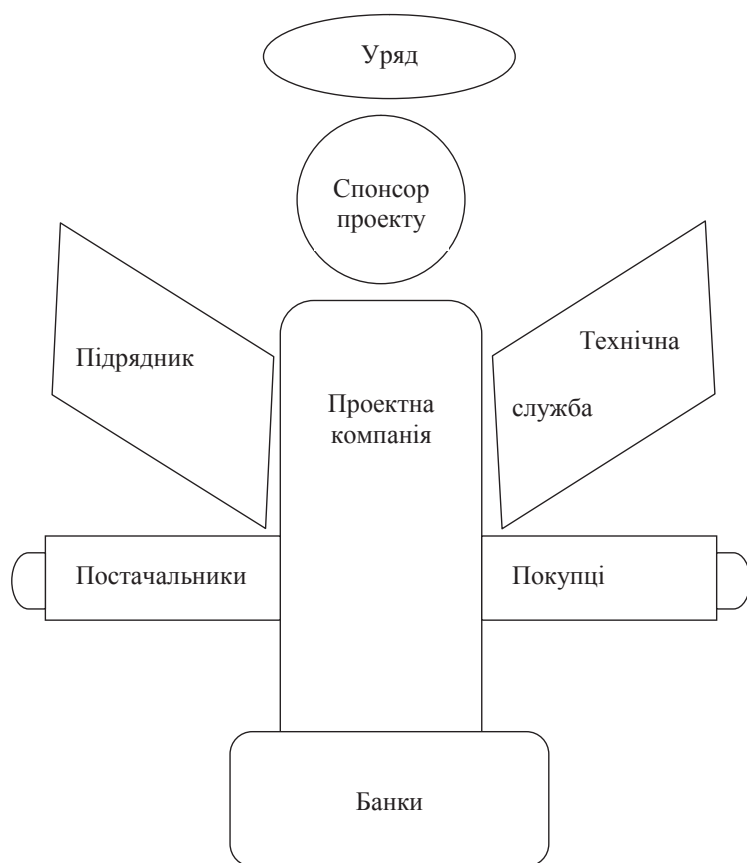 Уряд
Спонсор
проекту
Підрядник
Технічна
служба
Проектна
компанія
Постачальники
Покупці
Банки